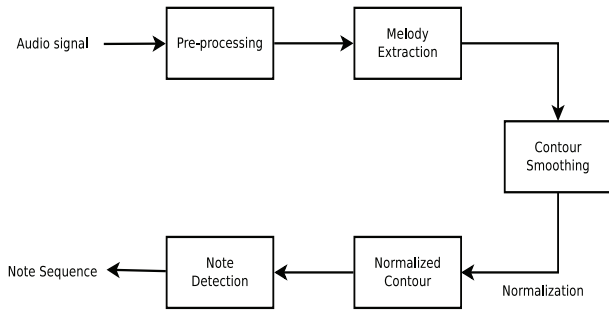 Audio signal
Pre-processing
Melody
Extraction
Contour
Smoothing
Normalization
Normalized
Contour
Note
Detection
Note Sequence